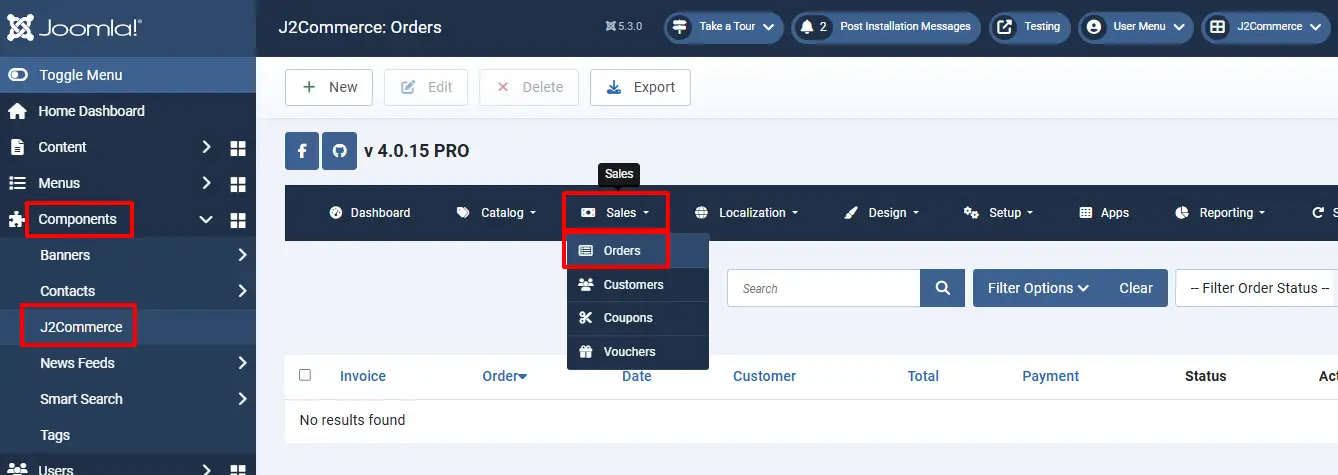 Joomla!®
J2Commerce: Orders
5.3.0
Take a Tour
2 Post Installation Messages
Testing
User Menu
J2Commerce
Toggle Menu
Home Dashboard
Content
Menus
Components
Banners
Contacts
J2Commerce
News Feeds
Smart Search
Tags
Users
New
Edit
Delete
Export
v 4.0.15 PRO
Sales
Dashboard
Catalog
Sales
Localization
Design
Setup
Apps
Reporting
S
Orders
Customers
Coupons
Vouchers
Search
Filter Options
Clear
-- Filter Order Status --
Invoice Order Date Customer Total Payment Status Act
No results found